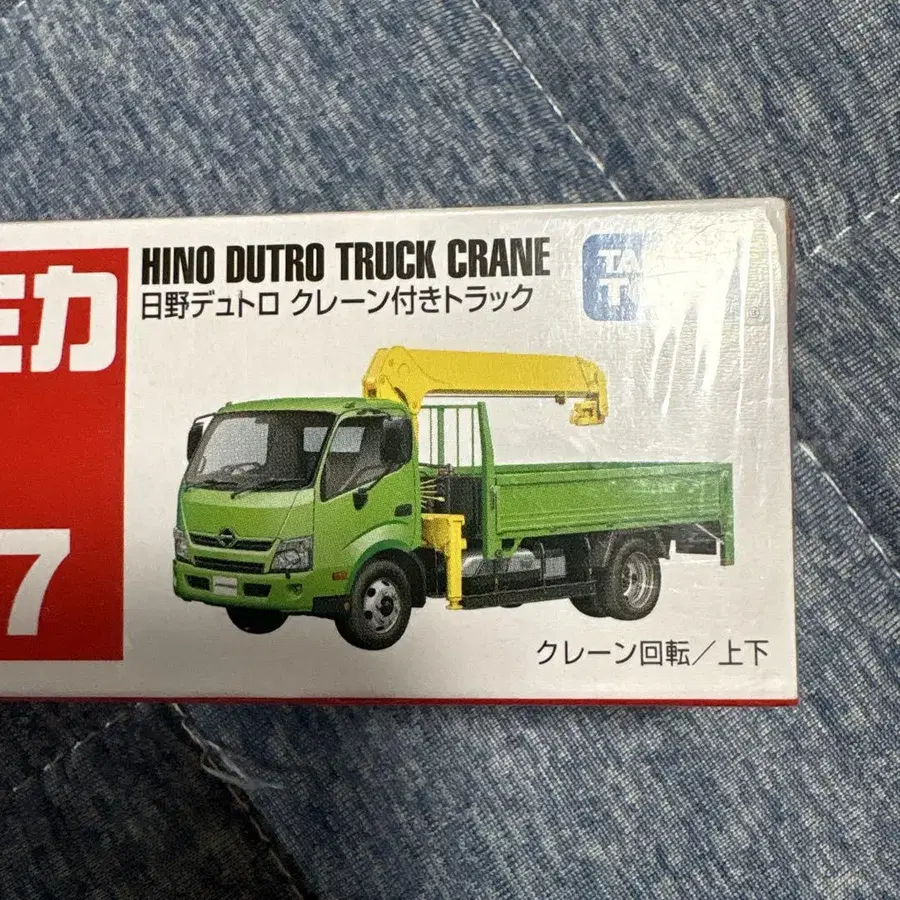 HINO DUTRO TRUCK CRANE
日野デュトロ クレーン付きトラック
ミカ
7
クレーン回転／上下